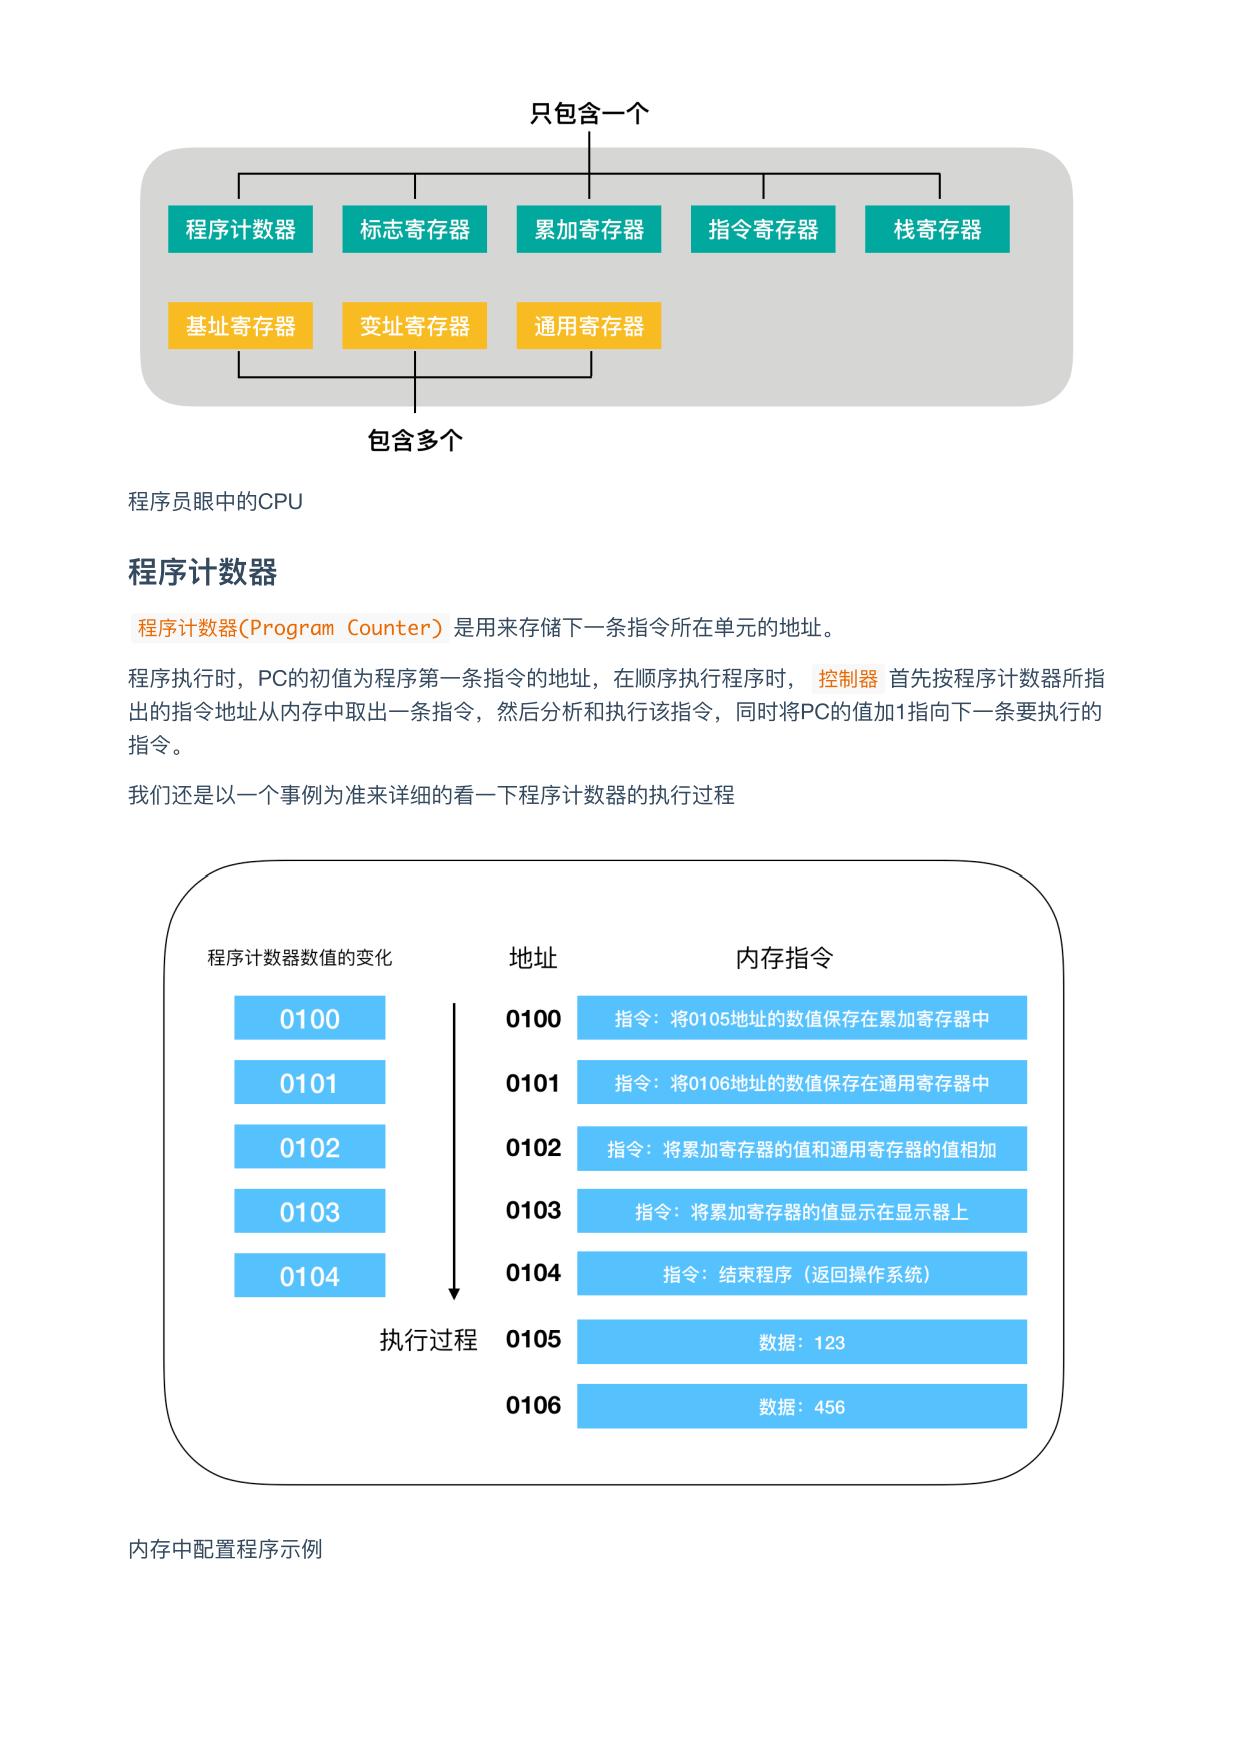 只包含一个
程序计数器 标志寄存器 累加寄存器 指令寄存器 栈寄存器
基址寄存器 变址寄存器 通用寄存器
包含多个
程序员眼中的CPU
程序计数器
程序计数器(Program Counter) 是用来存储下一条指令所在单元的地址。
程序执行时，PC的初值为程序第一条指令的地址，在顺序执行程序时， 控制器 首先按程序计数器所指
出的指令地址从内存中取出一条指令，然后分析和执行该指令，同时将PC的值加1指向下一条要执行的
指令。
我们还是以一个事例为准来详细的看一下程序计数器的执行过程
程序计数器数值的变化 地址 内存指令
0100 0100 指令：将0105地址的数值保存在累加寄存器中
0101 0101 指令：将0106地址的数值保存在通用寄存器中
0102 0102 指令：将累加寄存器的值和通用寄存器的值相加
0103 0103 指令：将累加寄存器的值显示在显示器上
0104 0104 指令：结束程序（返回操作系统）
执行过程 0105 数据：123
0106 数据：456
内存中配置程序示例